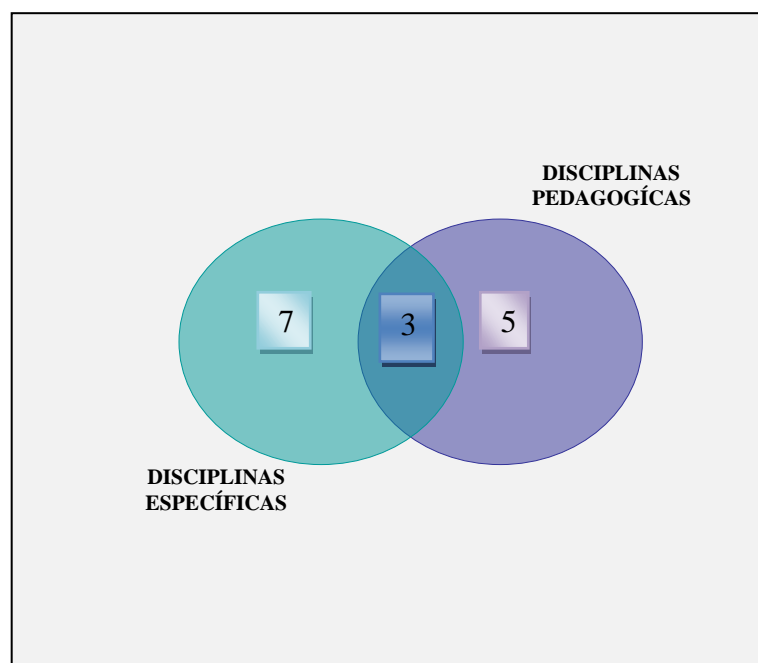 DISCIPLINAS
PEDAGOGÍCAS
7
3
5
DISCIPLINAS
ESPECÍFICAS